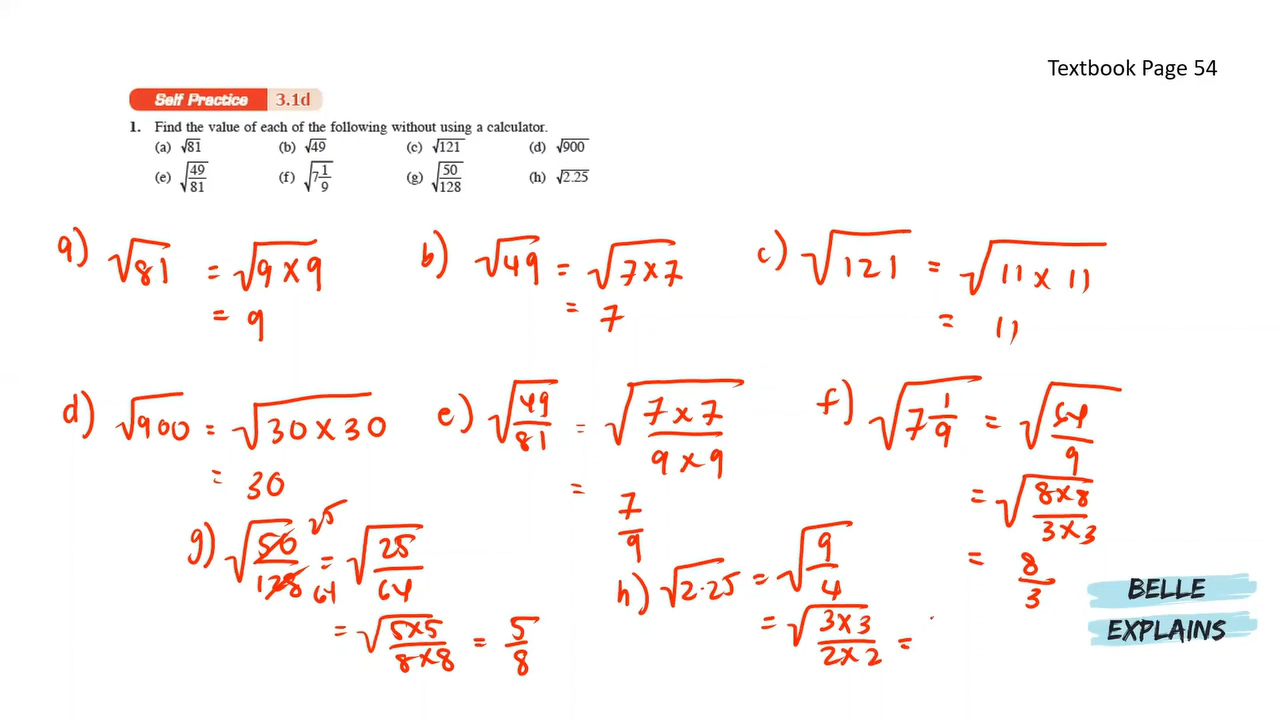 Textbook Page 54
Self Practice 3.1d
1. Find the value of each of the following without using a calculator.
(a) √81 (b) √49 (c) √121 (d) √900
(e) √(49/81) (f) √(7 1/9) (g) √(50/128) (h) √2.25
a) √81 = √(9 × 9)
= 9
b) √49 = √(7×7)
= 7
c) √121 = √(11 × 11)
= 11
d) √900 = √(30 × 30)
= 30
e) √(49/81) = √(7 × 7 / 9 × 9)
= 7/9
f) √(7 1/9) = √(64/9)
= √(8×8 / 3×3)
= 8/3
g) √(50/128) 25 64 = √(25/64)
= √(5×5 / 8×8) = 5/8
h) √2.25 = √(9/4)
= √(3×3 / 2×2) =
BELLE
EXPLAINS